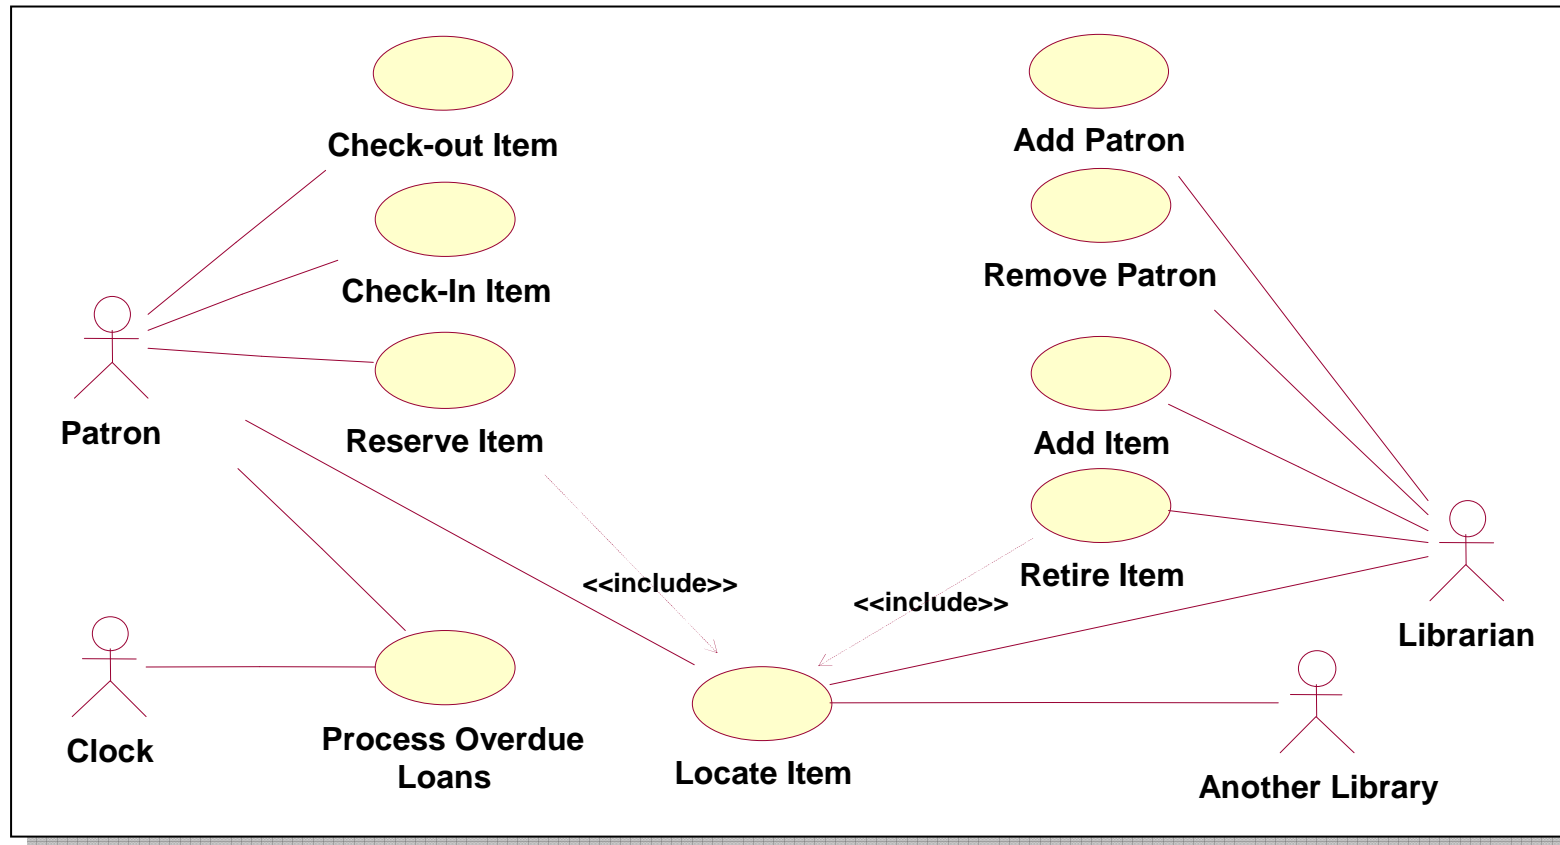 Check-out Item
Add Patron
Check-In Item
Remove Patron
Patron
Reserve Item
Add Item
<<include>>
<<include>>
Retire Item
Librarian
Clock
Process Overdue
Loans
Locate Item
Another Library